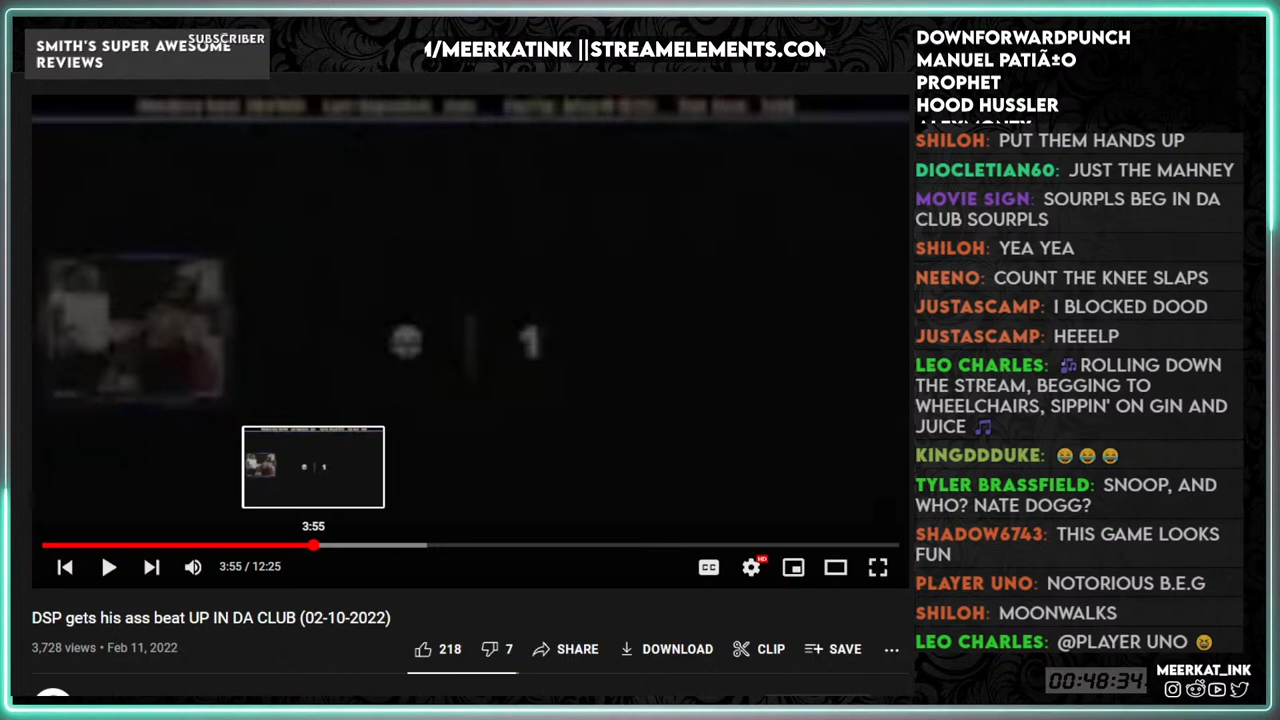 SMITH'S SUPER AWESOME
REVIEWS
SUBSCRIBER
/MEERKATINK ||STREAMELEMENTS.COM
DOWNFORWARDPUNCH
MANUEL PATIÃ±O
PROPHET
HOOD HUSSLER
SHILOH: PUT THEM HANDS UP
DIOCLETIAN60: JUST THE MAHNEY
MOVIE SIGN: SOURPLS BEG IN DA
CLUB SOURPLS
SHILOH: YEA YEA
NEENO: COUNT THE KNEE SLAPS
JUSTASCAMP: I BLOCKED DOOD
JUSTASCAMP: HEEELP
LEO CHARLES: 🎶ROLLING DOWN
THE STREAM, BEGGING TO
WHEELCHAIRS, SIPPIN' ON GIN AND
JUICE 🎵
KINGDDDUKE: 😂 😂 😂
TYLER BRASSFIELD: SNOOP, AND
WHO? NATE DOGG?
SHADOW6743: THIS GAME LOOKS
FUN
PLAYER UNO: NOTORIOUS B.E.G
SHILOH: MOONWALKS
LEO CHARLES: @PLAYER UNO 😆
1
3:55
3:55 / 12:25
CC
HD
DSP gets his ass beat UP IN DA CLUB (02-10-2022)
3,728 views • Feb 11, 2022
218
7
SHARE
DOWNLOAD
CLIP
SAVE
00:48:34
MEERKAT_INK